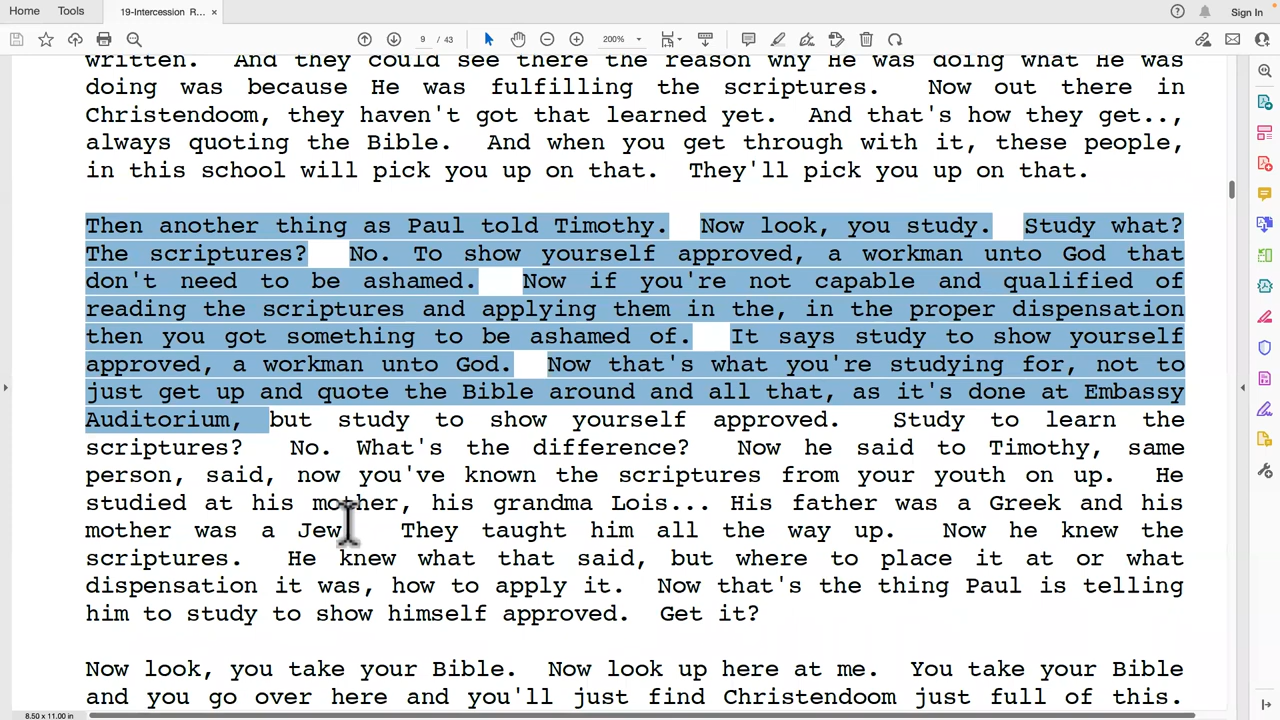 Home Tools 19-Intercession R... × Sign In
9 / 43 200%
written. And they could see there the reason why He was doing what He was
doing was because He was fulfilling the scriptures. Now out there in
Christendoom, they haven't got that learned yet. And that's how they get..,
always quoting the Bible. And when you get through with it, these people,
in this school will pick you up on that. They'll pick you up on that.
Then another thing as Paul told Timothy. Now look, you study. Study what?
The scriptures? No. To show yourself approved, a workman unto God that
don't need to be ashamed. Now if you're not capable and qualified of
reading the scriptures and applying them in the, in the proper dispensation
then you got something to be ashamed of. It says study to show yourself
approved, a workman unto God. Now that's what you're studying for, not to
just get up and quote the Bible around and all that, as it's done at Embassy
Auditorium, but study to show yourself approved. Study to learn the
scriptures? No. What's the difference? Now he said to Timothy, same
person, said, now you've known the scriptures from your youth on up. He
studied at his mother, his grandma Lois... His father was a Greek and his
mother was a Jew They taught him all the way up. Now he knew the
scriptures. He knew what that said, but where to place it at or what
dispensation it was, how to apply it. Now that's the thing Paul is telling
him to study to show himself approved. Get it?
Now look, you take your Bible. Now look up here at me. You take your Bible
and you go over here and you'll just find Christendoom just full of this.
8.50 x 11.00 in